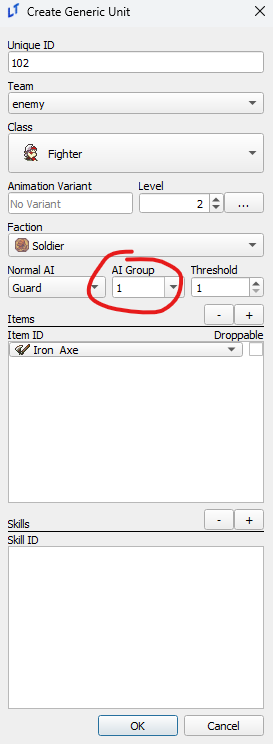 LT Create Generic Unit
Unique ID
102
Team
enemy
Class
Fighter
Animation Variant Level
No Variant 2 ...
Faction
Soldier
Normal AI AI Group Threshold
Guard 1 1
Items - +
Item ID Droppable
Iron Axe
Skills - +
Skill ID
OK Cancel